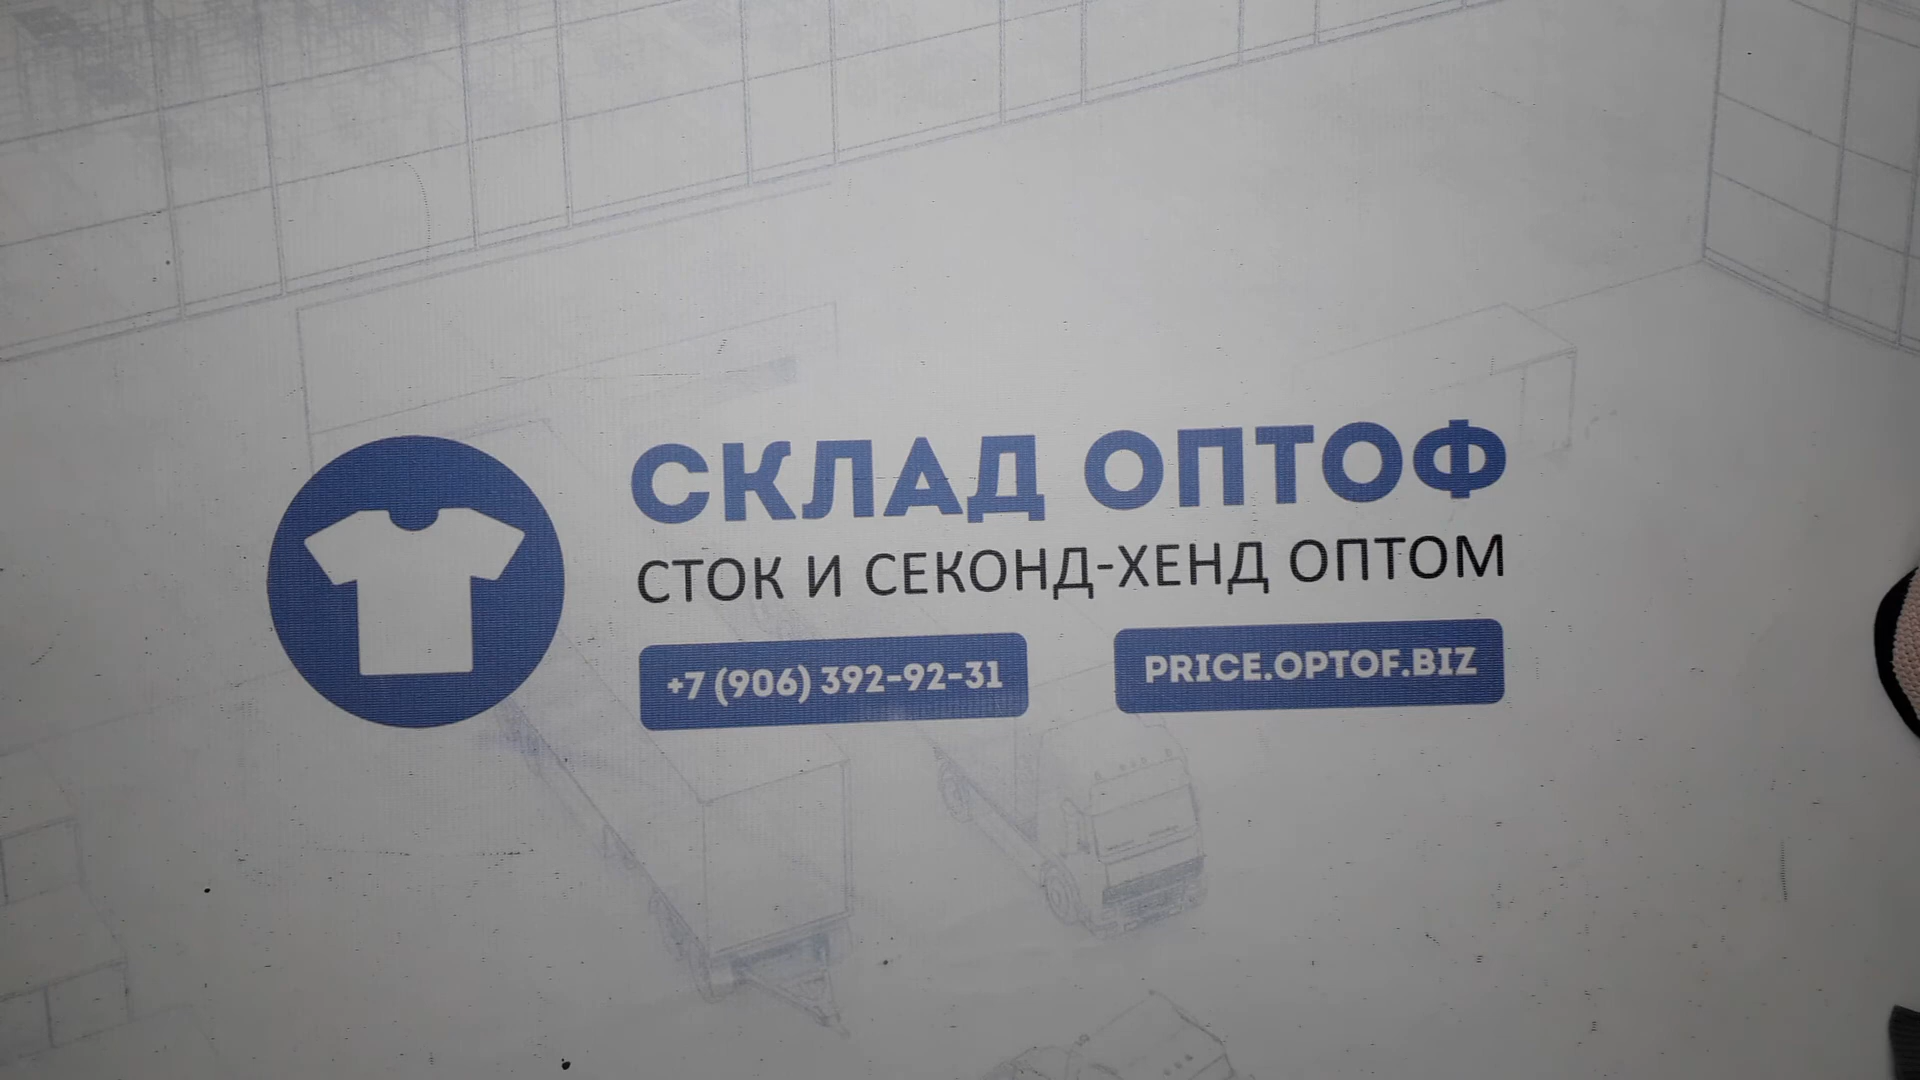 СКЛАД ОПТОФ
СТОК И СЕКОНД-ХЕНД ОПТОМ
+7 (906) 392-92-31
PRICE.OPTOF.BIZ